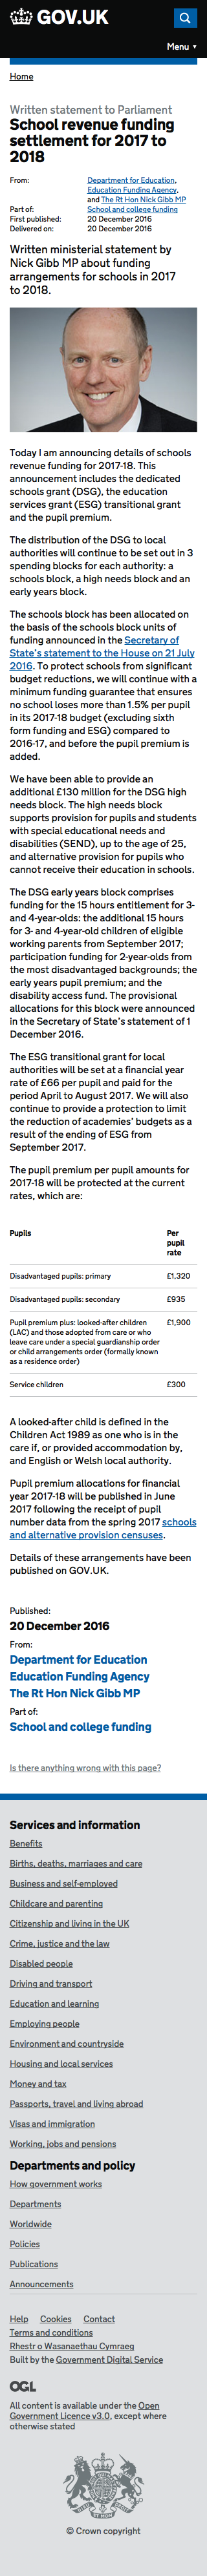 GOV.UK
Menu ▼
Home
Written statement to Parliament
School revenue funding
settlement for 2017 to
2018
From: Department for Education,
Education Funding Agency,
and The Rt Hon Nick Gibb MP
Part of: School and college funding
First published: 20 December 2016
Delivered on: 20 December 2016
Written ministerial statement by
Nick Gibb MP about funding
arrangements for schools in 2017
to 2018.
Today I am announcing details of schools
revenue funding for 2017-18. This
announcement includes the dedicated
schools grant (DSG), the education
services grant (ESG) transitional grant
and the pupil premium.
The distribution of the DSG to local
authorities will continue to be set out in 3
spending blocks for each authority: a
schools block, a high needs block and an
early years block.
The schools block has been allocated on
the basis of the schools block units of
funding announced in the Secretary of
State's statement to the House on 21 July
2016. To protect schools from significant
budget reductions, we will continue with a
minimum funding guarantee that ensures
no school loses more than 1.5% per pupil
in its 2017-18 budget (excluding sixth
form funding and ESG) compared to
2016-17, and before the pupil premium is
added.
We have been able to provide an
additional £130 million for the DSG high
needs block. The high needs block
supports provision for pupils and students
with special educational needs and
disabilities (SEND), up to the age of 25,
and alternative provision for pupils who
cannot receive their education in schools.
The DSG early years block comprises
funding for the 15 hours entitlement for 3-
and 4-year-olds: the additional 15 hours
for 3- and 4-year-old children of eligible
working parents from September 2017;
participation funding for 2-year-olds from
the most disadvantaged backgrounds; the
early years pupil premium; and the
disability access fund. The provisional
allocations for this block were announced
in the Secretary of State's statement of 1
December 2016.
The ESG transitional grant for local
authorities will be set at a financial year
rate of £66 per pupil and paid for the
period April to August 2017. We will also
continue to provide a protection to limit
the reduction of academies' budgets as a
result of the ending of ESG from
September 2017.
The pupil premium per pupil amounts for
2017-18 will be protected at the current
rates, which are:
Pupils Per
pupil
rate
Disadvantaged pupils: primary £1,320
Disadvantaged pupils: secondary £935
Pupil premium plus: looked-after children £1,900
(LAC) and those adopted from care or who
leave care under a special guardianship order
or child arrangements order (formally known
as a residence order)
Service children £300
A looked-after child is defined in the
Children Act 1989 as one who is in the
care if, or provided accommodation by,
and English or Welsh local authority.
Pupil premium allocations for financial
year 2017-18 will be published in June
2017 following the receipt of pupil
number data from the spring 2017 schools
and alternative provision censuses.
Details of these arrangements have been
published on GOV.UK.
Published:
20 December 2016
From:
Department for Education
Education Funding Agency
The Rt Hon Nick Gibb MP
Part of:
School and college funding
Is there anything wrong with this page?
Services and information
Benefits
Births, deaths, marriages and care
Business and self-employed
Childcare and parenting
Citizenship and living in the UK
Crime, justice and the law
Disabled people
Driving and transport
Education and learning
Employing people
Environment and countryside
Housing and local services
Money and tax
Passports, travel and living abroad
Visas and immigration
Working, jobs and pensions
Departments and policy
How government works
Departments
Worldwide
Policies
Publications
Announcements
Help Cookies Contact
Terms and conditions
Rhestr o Wasanaethau Cymraeg
Built by the Government Digital Service
OGL
All content is available under the Open
Government Licence v3.0, except where
otherwise stated
© Crown copyright